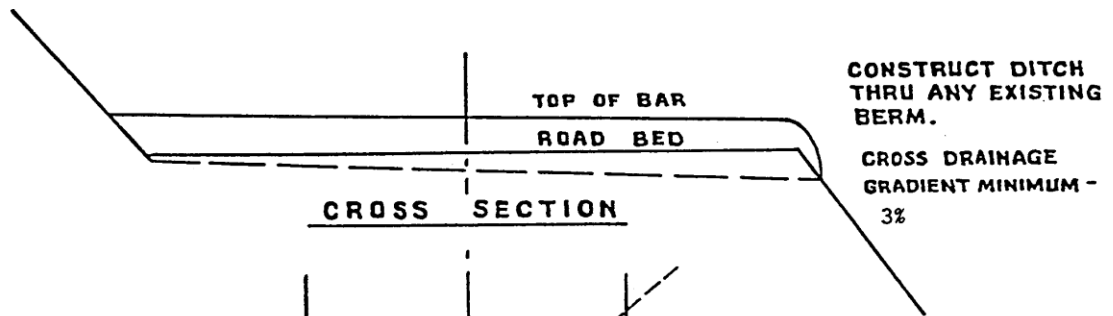 TOP OF BAR
ROAD BED
CROSS SECTION
CONSTRUCT DITCH
THRU ANY EXISTING
BERM.
CROSS DRAINAGE
GRADIENT MINIMUM -
3%